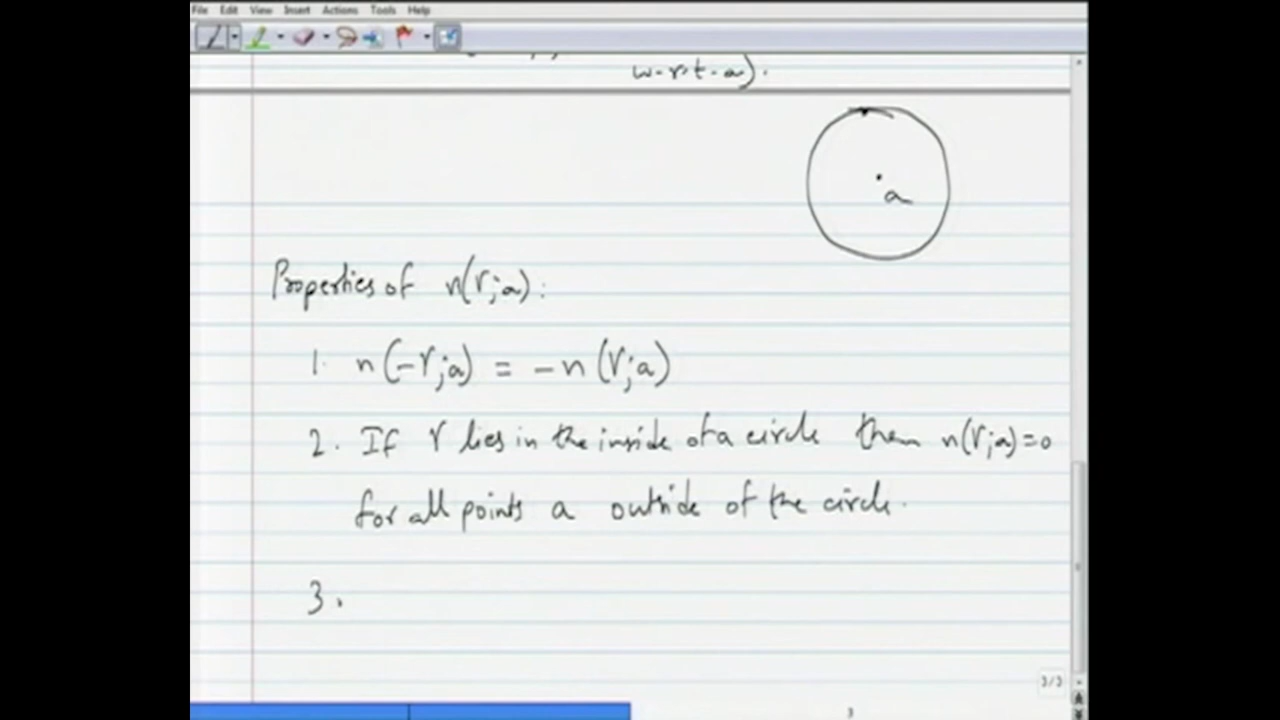 File Edit View Insert Actions Tools Help
w.r.t. a).
a
Properties of n(γ;a):
1. n(-γ;a) = -n(γ;a)
2. If γ lies in the inside of a circle then n(γ;a)=0
for all points a outside of the circle.
3.
3/3
3